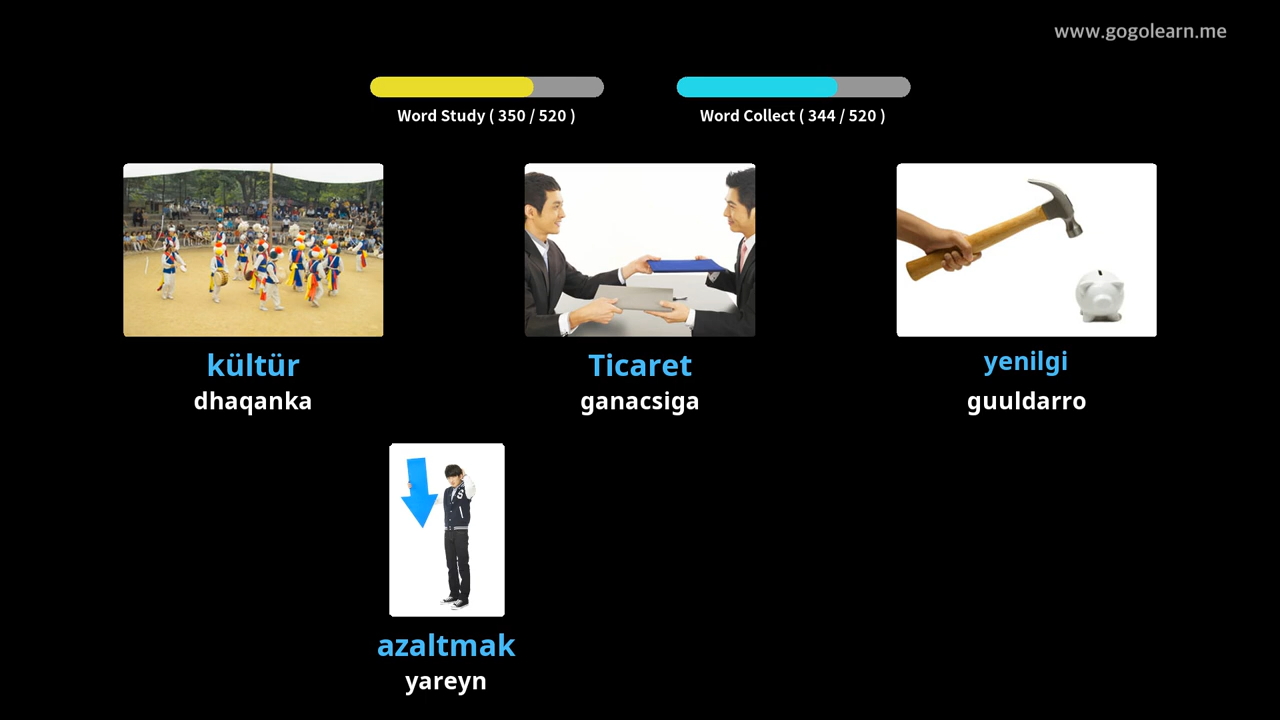 www.gogolearn.me
Word Study ( 350 / 520 )
Word Collect ( 344 / 520 )
kültür
dhaqanka
Ticaret
ganacsiga
yenilgi
guuldarro
azaltmak
yareyn